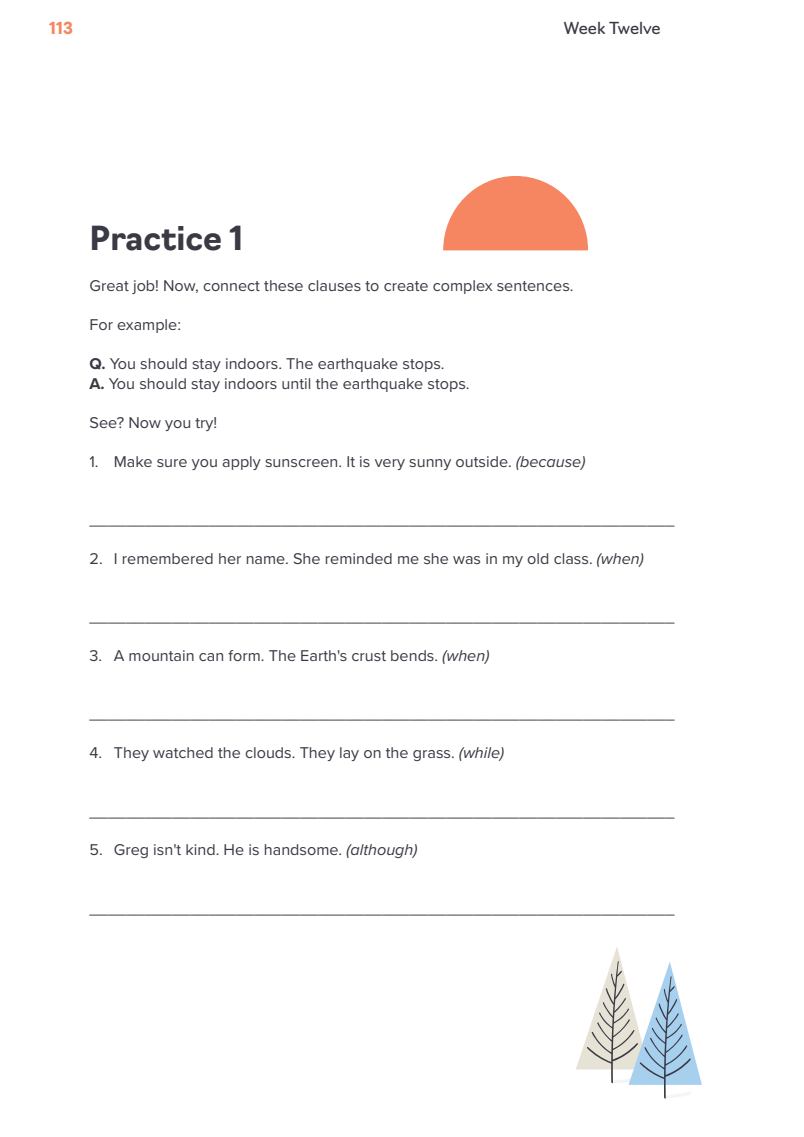 113
Week Twelve
Practice 1
Great job! Now, connect these clauses to create complex sentences.
For example:
Q. You should stay indoors. The earthquake stops.
A. You should stay indoors until the earthquake stops.
See? Now you try!
1. Make sure you apply sunscreen. It is very sunny outside. (because)
2. I remembered her name. She reminded me she was in my old class. (when)
3. A mountain can form. The Earth's crust bends. (when)
4. They watched the clouds. They lay on the grass. (while)
5. Greg isn't kind. He is handsome. (although)